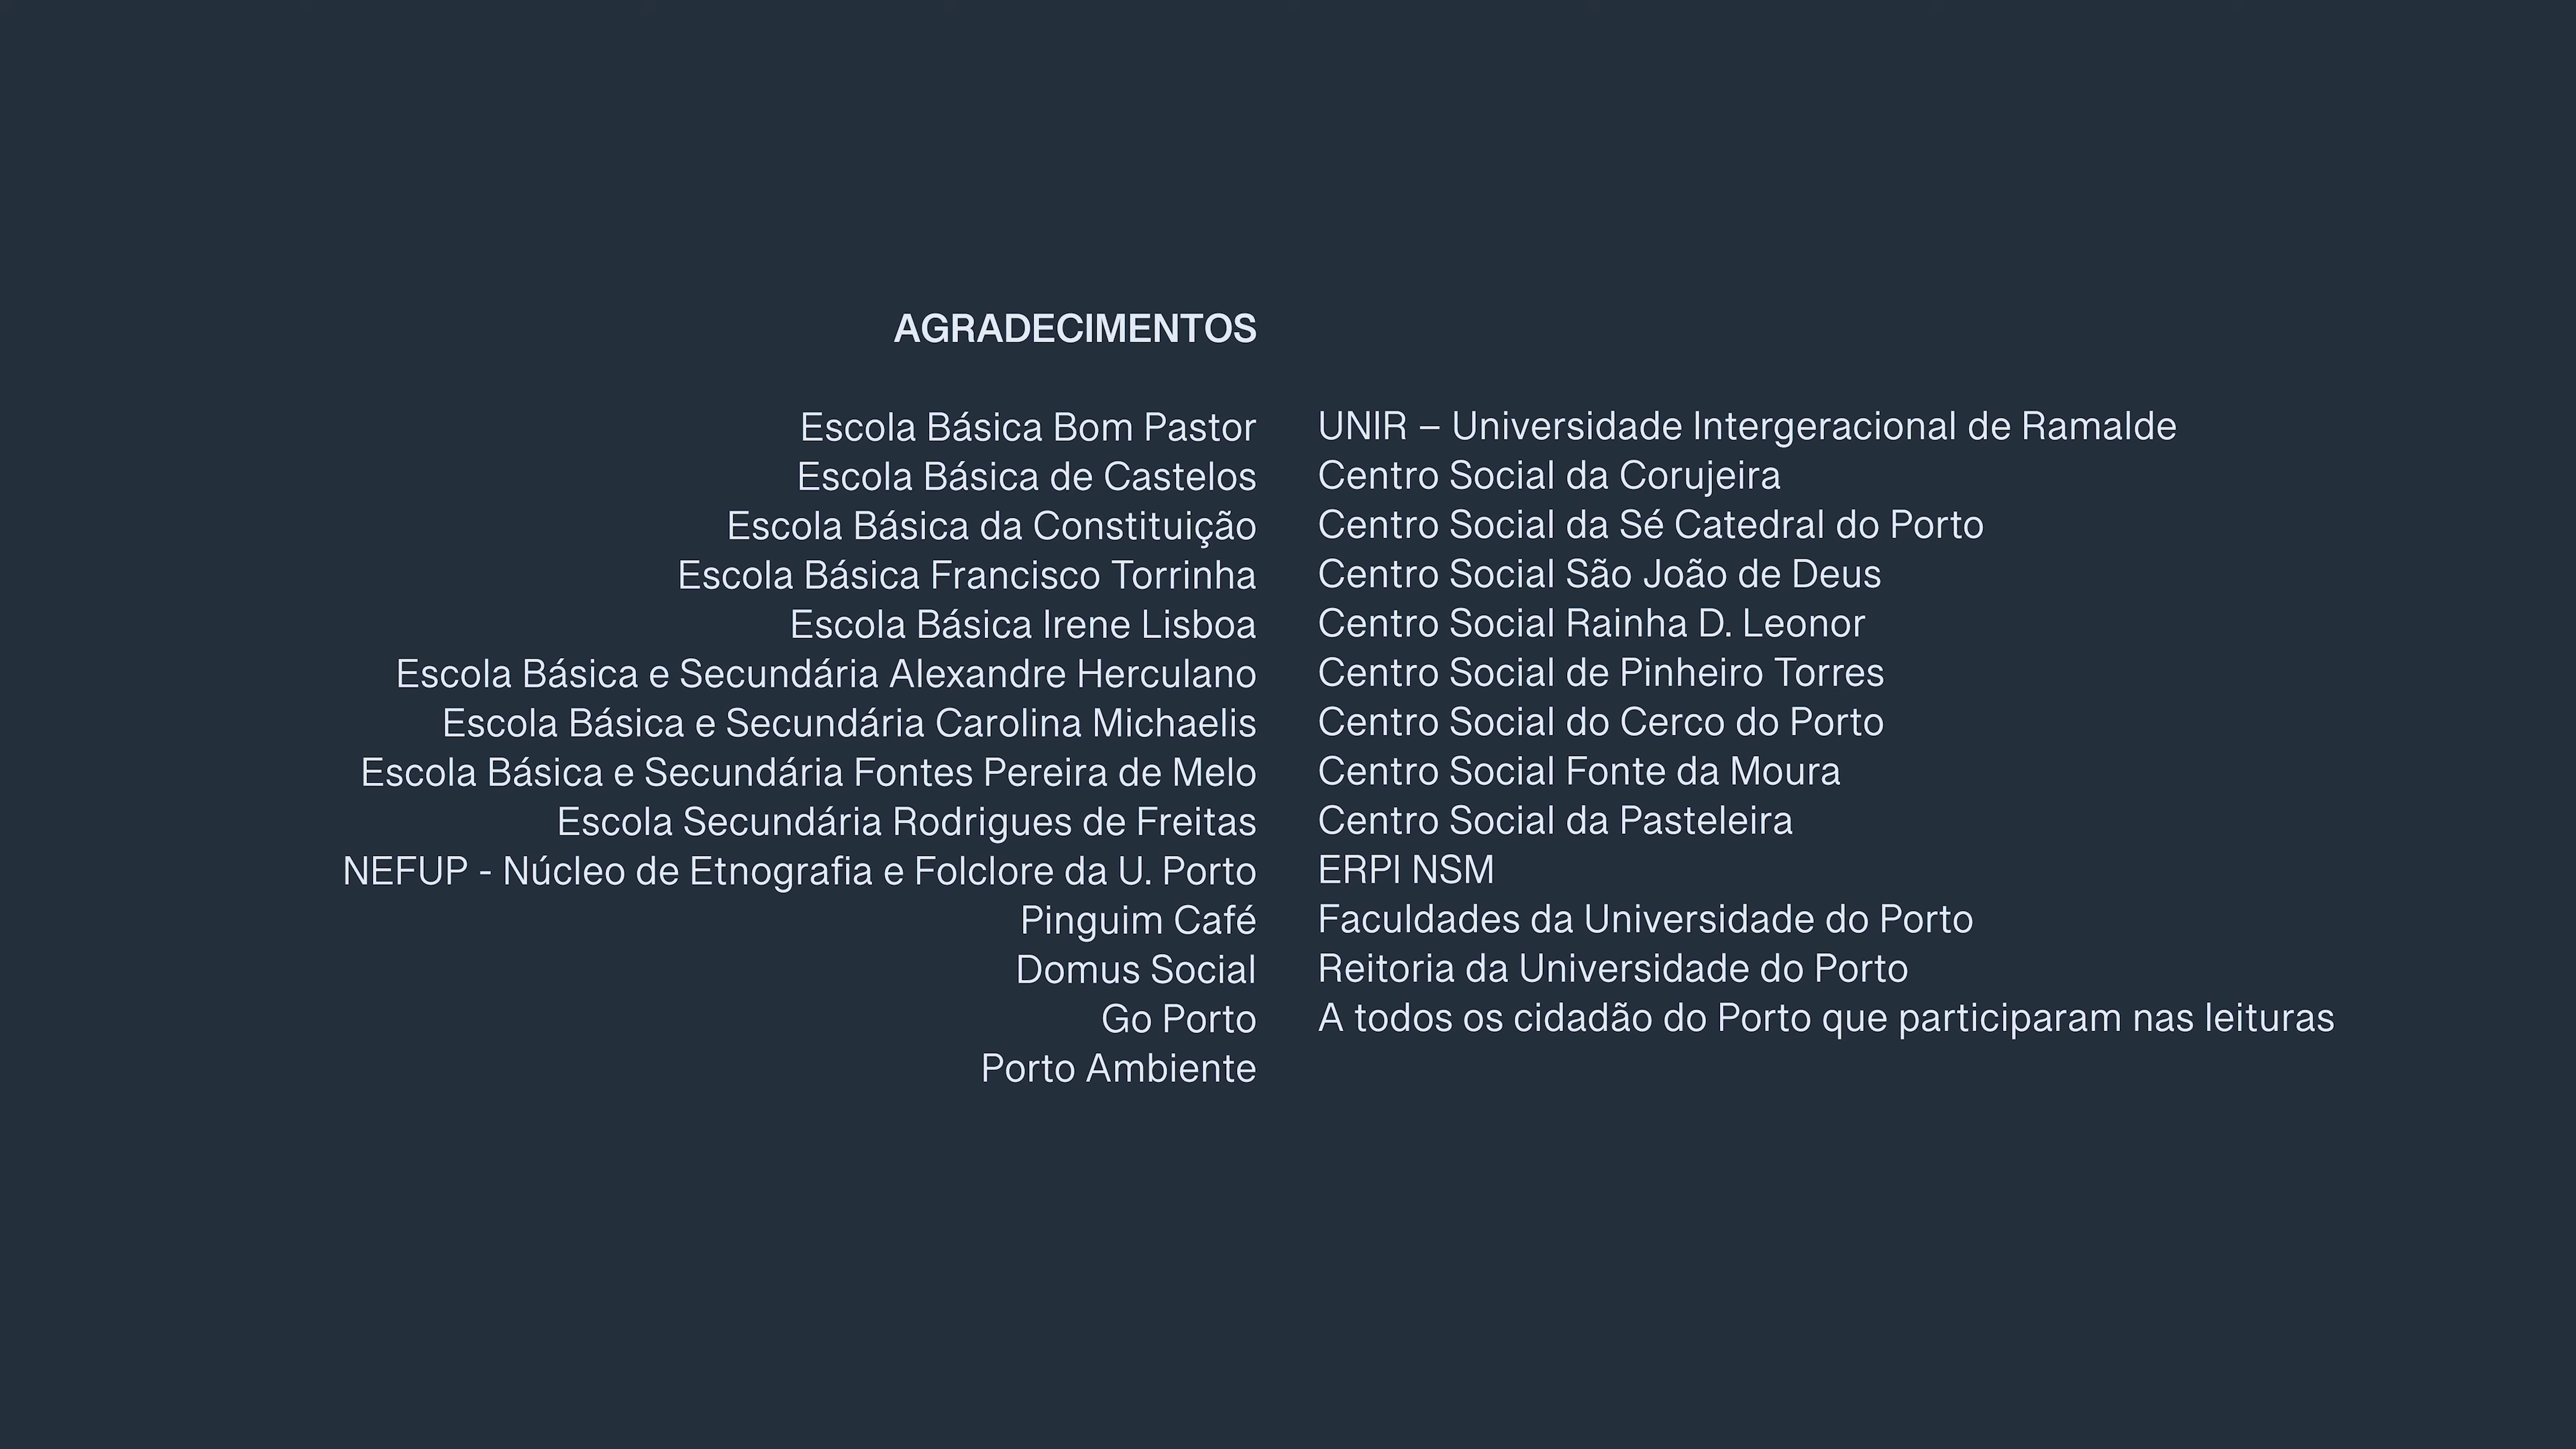 AGRADECIMENTOS
Escola Básica Bom Pastor
Escola Básica de Castelos
Escola Básica da Constituição
Escola Básica Francisco Torrinha
Escola Básica Irene Lisboa
Escola Básica e Secundária Alexandre Herculano
Escola Básica e Secundária Carolina Michaelis
Escola Básica e Secundária Fontes Pereira de Melo
Escola Secundária Rodrigues de Freitas
NEFUP - Núcleo de Etnografia e Folclore da U. Porto
Pinguim Café
Domus Social
Go Porto
Porto Ambiente
UNIR – Universidade Intergeracional de Ramalde
Centro Social da Corujeira
Centro Social da Sé Catedral do Porto
Centro Social São João de Deus
Centro Social Rainha D. Leonor
Centro Social de Pinheiro Torres
Centro Social do Cerco do Porto
Centro Social Fonte da Moura
Centro Social da Pasteleira
ERPI NSM
Faculdades da Universidade do Porto
Reitoria da Universidade do Porto
A todos os cidadão do Porto que participaram nas leituras